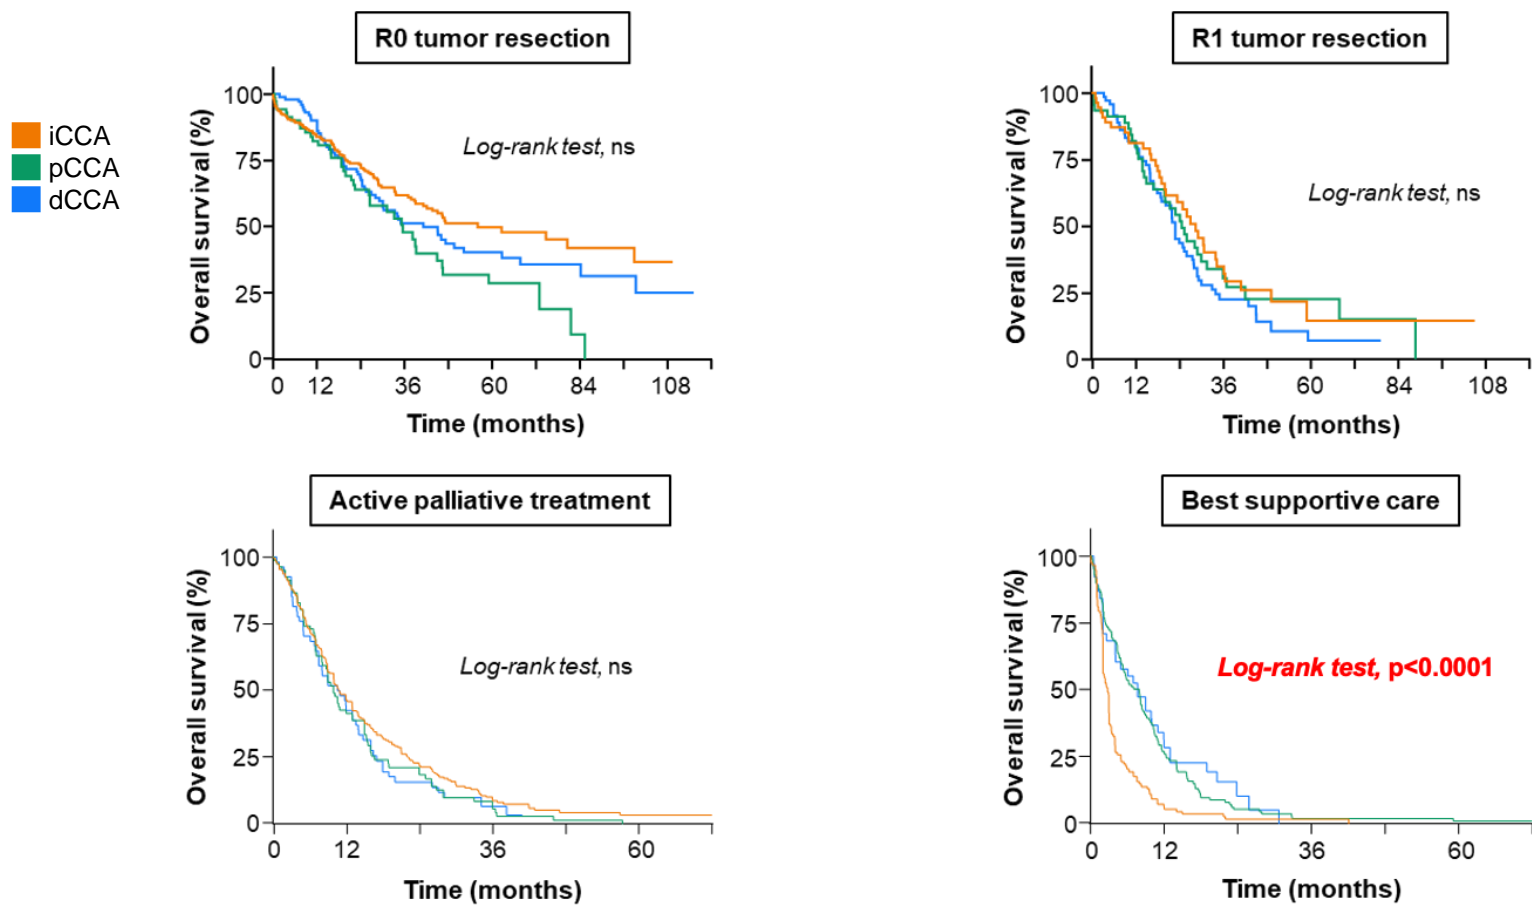 R0 tumor resection
R1 tumor resection
iCCA
pCCA
dCCA
Overall survival (%)
100
75
50
25
0
Log-rank test, ns
0 12 36 60 84 108
Time (months)
Overall survival (%)
100
75
50
25
0
Log-rank test, ns
0 12 36 60 84 108
Time (months)
Active palliative treatment
Best supportive care
Overall survival (%)
100
75
50
25
0
Log-rank test, ns
0 12 36 60
Time (months)
Overall survival (%)
100
75
50
25
0
Log-rank test, p<0.0001
0 12 36 60
Time (months)